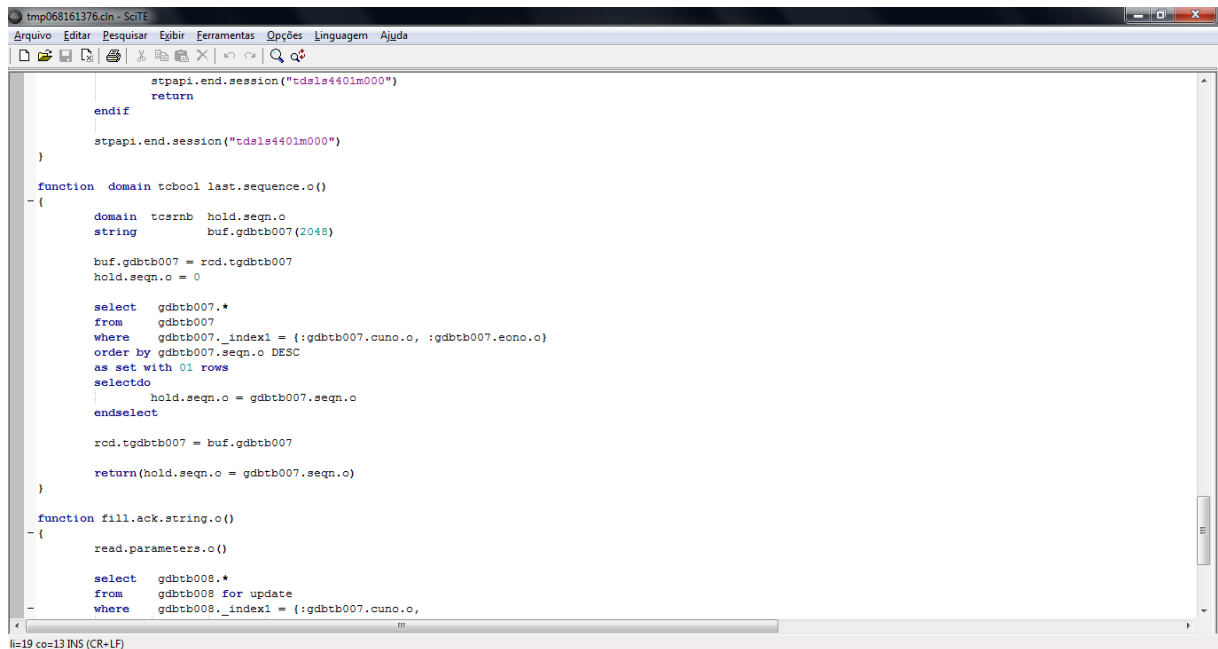 tmp068161376.cln - SciTE
Arquivo Editar Pesquisar Exibir Ferramentas Opções Linguagem Ajuda
stpapi.end.session("tdsls4401m000")
return
endif
stpapi.end.session("tdsls4401m000")
}
function  domain tcbool last.sequence.o()
{
domain  tcsrnb  hold.seqn.o
string          buf.gdbtb007(2048)
buf.gdbtb007 = rcd.tgdbtb007
hold.seqn.o = 0
select   gdbtb007.*
from     gdbtb007
where    gdbtb007._index1 = {:gdbtb007.cuno.o, :gdbtb007.eono.o}
order by gdbtb007.seqn.o DESC
as set with 01 rows
selectdo
hold.seqn.o = gdbtb007.seqn.o
endselect
rcd.tgdbtb007 = buf.gdbtb007
return(hold.seqn.o = gdbtb007.seqn.o)
}
function fill.ack.string.o()
{
read.parameters.o()
select   gdbtb008.*
from     gdbtb008 for update
where    gdbtb008._index1 = {:gdbtb007.cuno.o,
li=19 co=13 INS (CR+LF)